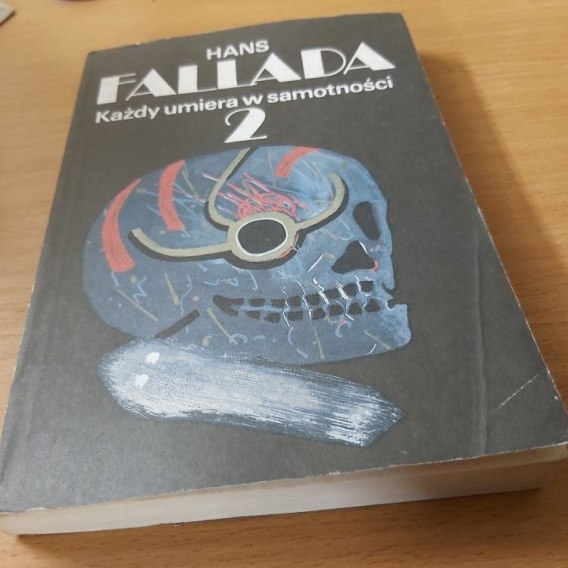 HANS
FALLADA
Każdy umiera w samotności
2